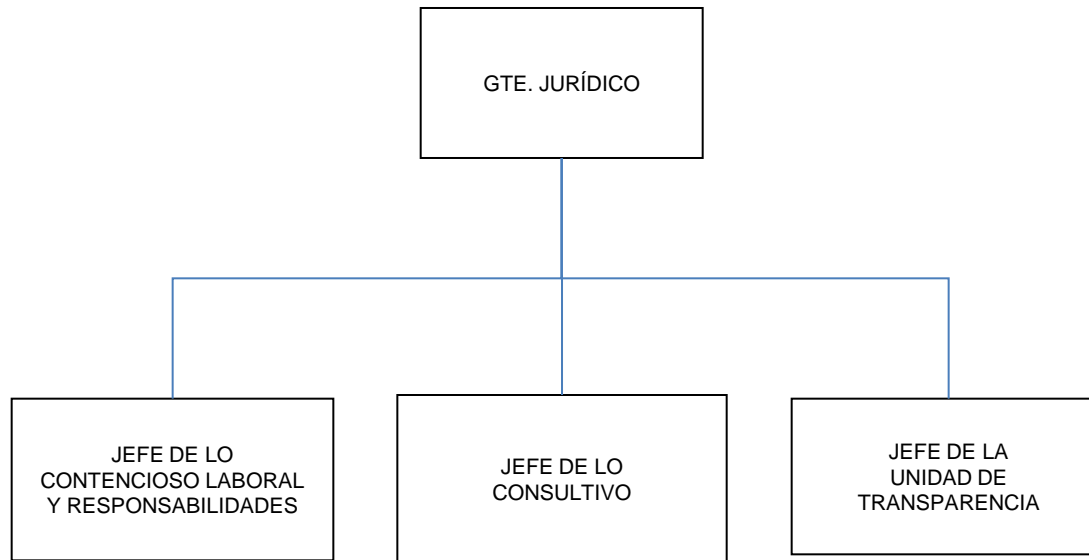 GTE. JURÍDICO
JEFE DE LO
CONTENCIOSO LABORAL
Y RESPONSABILIDADES
JEFE DE LO
CONSULTIVO
JEFE DE LA
UNIDAD DE
TRANSPARENCIA